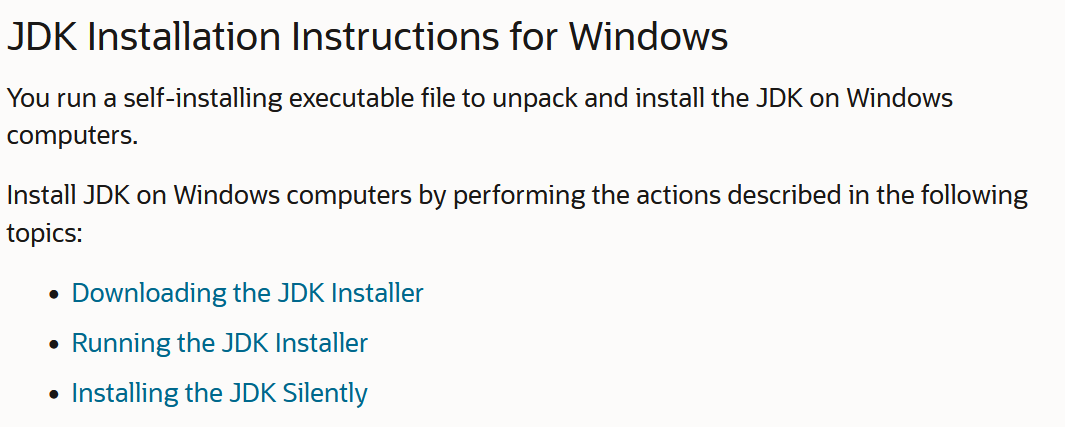 JDK Installation Instructions for Windows
You run a self-installing executable file to unpack and install the JDK on Windows
computers.
Install JDK on Windows computers by performing the actions described in the following
topics:
• Downloading the JDK Installer
• Running the JDK Installer
• Installing the JDK Silently